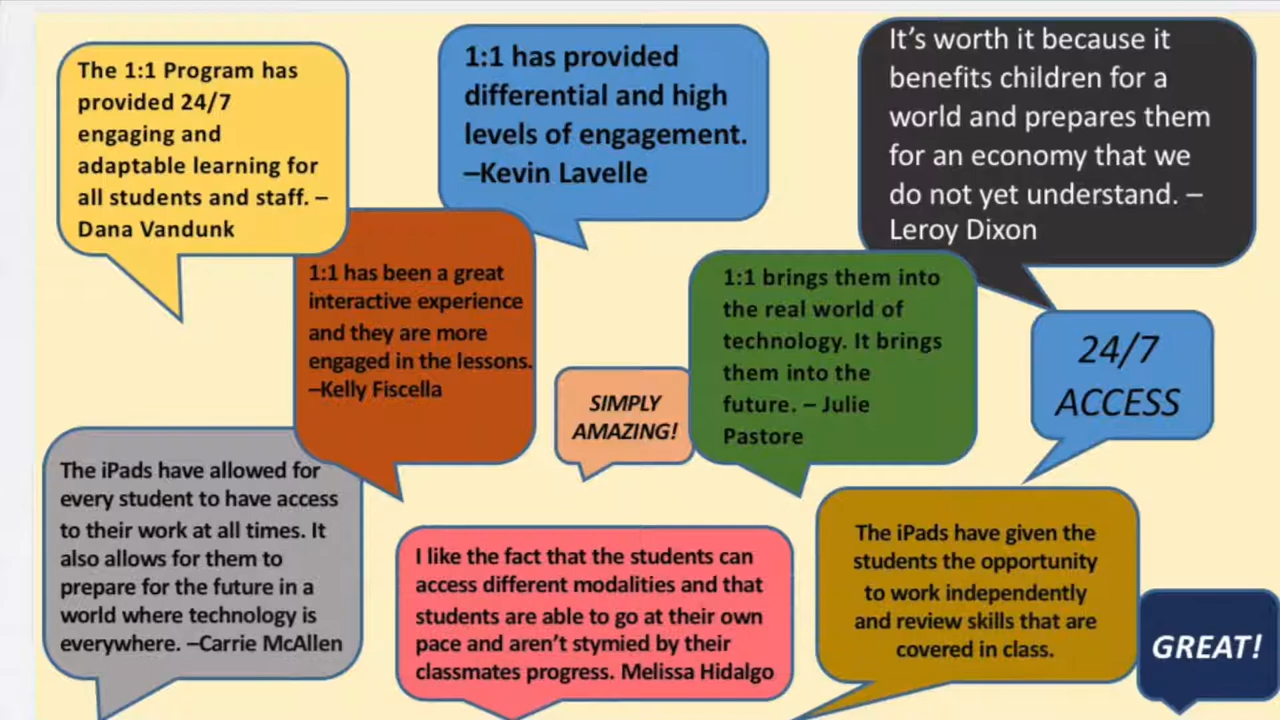 The 1:1 Program has
provided 24/7
engaging and
adaptable learning for
all students and staff. –
Dana Vandunk
1:1 has provided
differential and high
levels of engagement.
–Kevin Lavelle
It’s worth it because it
benefits children for a
world and prepares them
for an economy that we
do not yet understand. –
Leroy Dixon
1:1 has been a great
interactive experience
and they are more
engaged in the lessons.
–Kelly Fiscella
SIMPLY
AMAZING!
1:1 brings them into
the real world of
technology. It brings
them into the
future. – Julie
Pastore
24/7
ACCESS
The iPads have allowed for
every student to have access
to their work at all times. It
also allows for them to
prepare for the future in a
world where technology is
everywhere. –Carrie McAllen
I like the fact that the students can
access different modalities and that
students are able to go at their own
pace and aren’t stymied by their
classmates progress. Melissa Hidalgo
The iPads have given the
students the opportunity
to work independently
and review skills that are
covered in class.
GREAT!